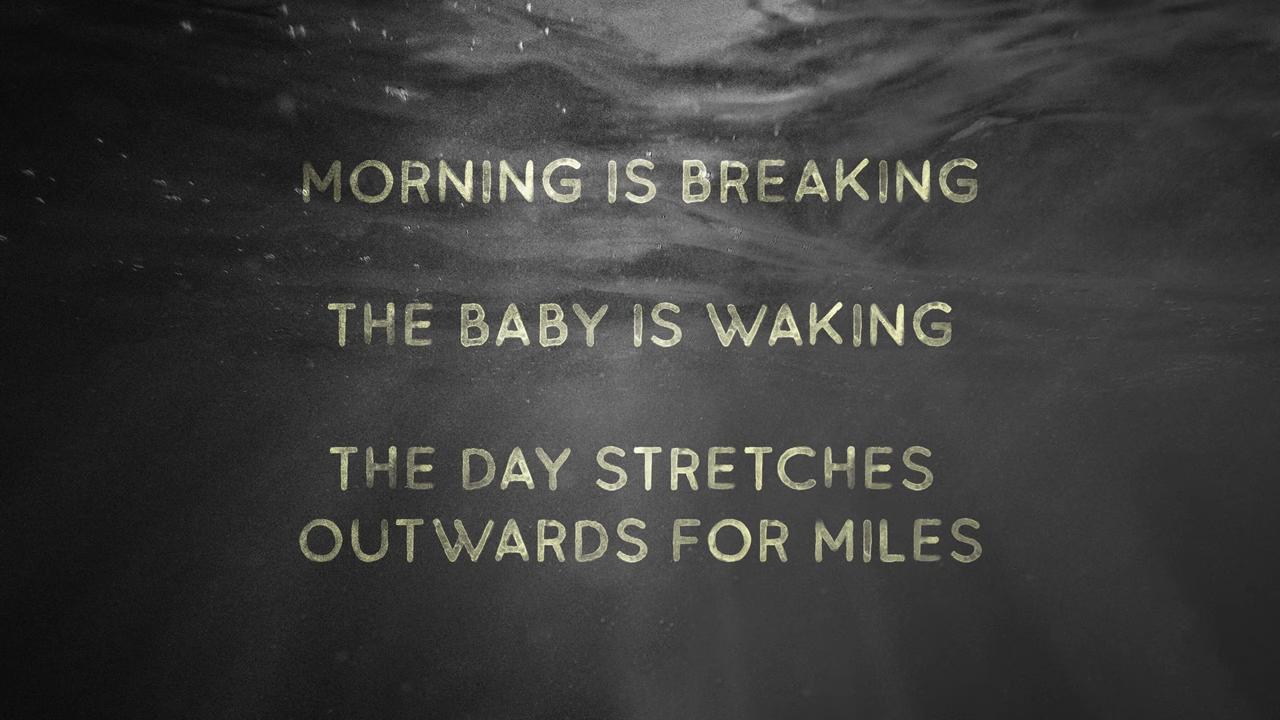 MORNING IS BREAKING
THE BABY IS WAKING
THE DAY STRETCHES
OUTWARDS FOR MILES